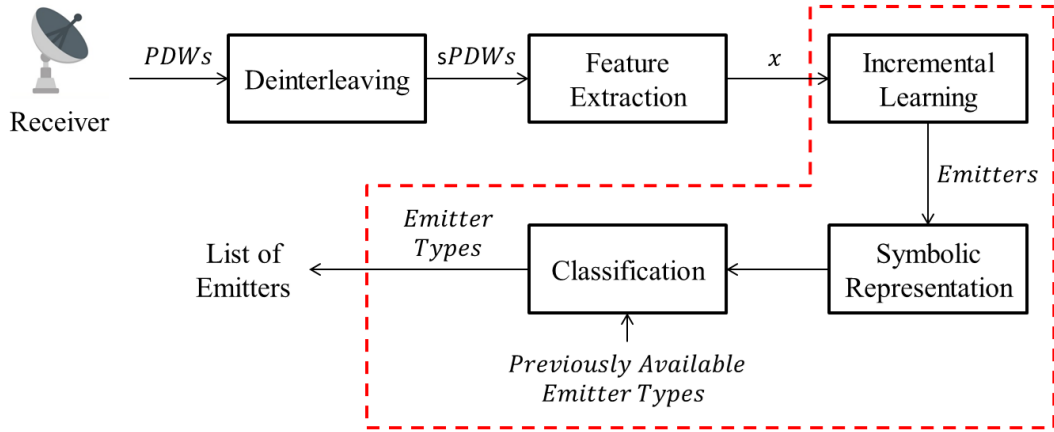 PDWs
Deinterleaving
sPDWs
Feature
Extraction
x
Incremental
Learning
Receiver
Emitters
Emitter
Types
List of
Emitters
Classification
Symbolic
Representation
Previously Available
Emitter Types